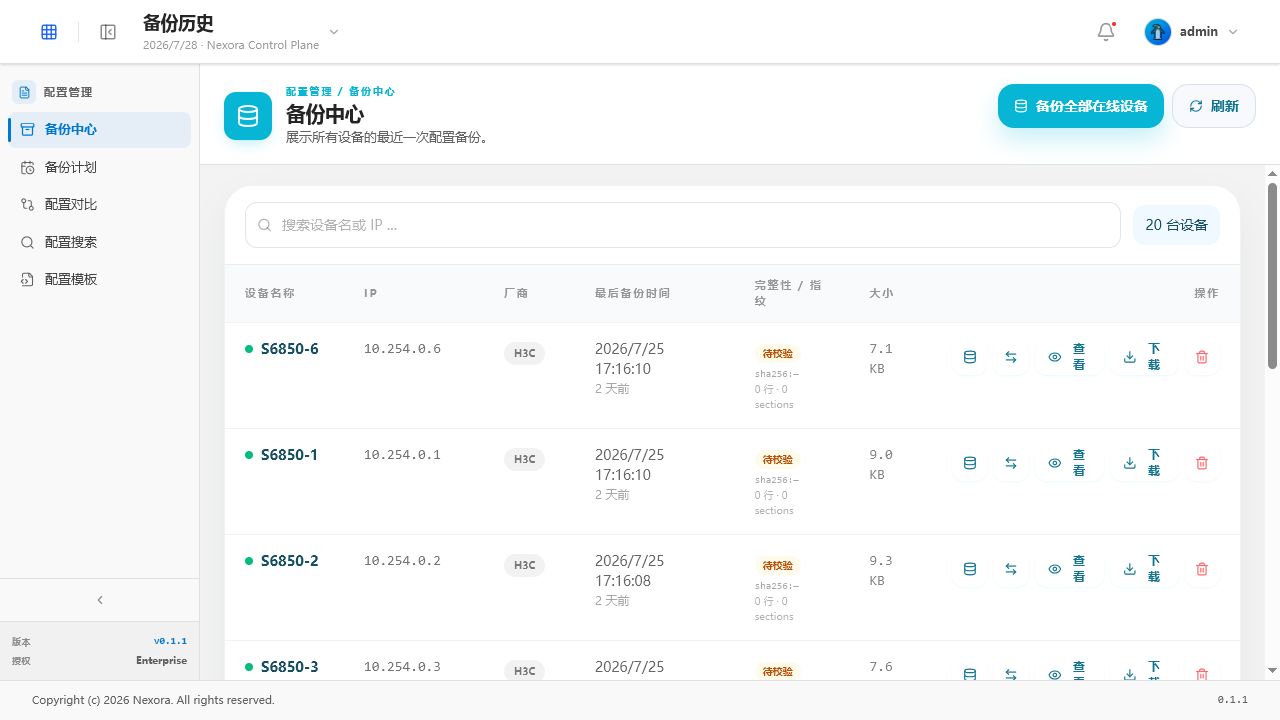 备份历史
2026/7/28 · Nexora Control Plane
admin
配置管理
备份中心
备份计划
配置对比
配置搜索
配置模板
版本 v0.1.1
授权 Enterprise
配置管理 / 备份中心
备份中心
展示所有设备的最近一次配置备份。
备份全部在线设备
刷新
搜索设备名或 IP ...
20 台设备
设备名称 IP 厂商 最后备份时间 完整性 / 指纹 大小 操作
S6850-6 10.254.0.6 H3C 2026/7/25 17:16:10 待校验 7.1 KB 查看 下载
2 天前 sha256:—
0 行 · 0
sections
S6850-1 10.254.0.1 H3C 2026/7/25 17:16:10 待校验 9.0 KB 查看 下载
2 天前 sha256:—
0 行 · 0
sections
S6850-2 10.254.0.2 H3C 2026/7/25 17:16:08 待校验 9.3 KB 查看 下载
2 天前 sha256:—
0 行 · 0
sections
S6850-3 10.254.0.3 H3C 2026/7/25 待校验 7.6 查 下
Copyright (c) 2026 Nexora. All rights reserved.
0.1.1